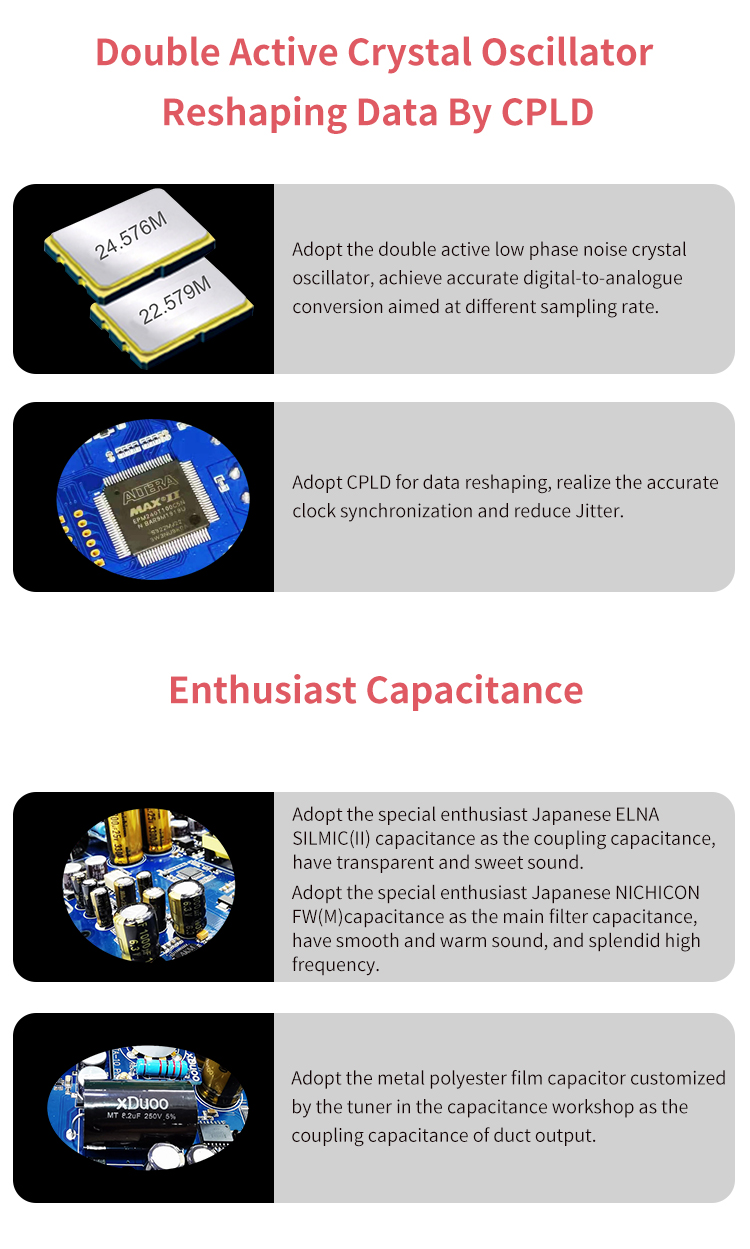 Double Active Crystal Oscillator
Reshaping Data By CPLD
24.576M
22.579M
Adopt the double active low phase noise crystal
oscillator, achieve accurate digital-to-analogue
conversion aimed at different sampling rate.
ALTERA
MAX II
EPM240T100C5N
Adopt CPLD for data reshaping, realize the accurate
clock synchronization and reduce Jitter.
Enthusiast Capacitance
Adopt the special enthusiast Japanese ELNA
SILMIC(II) capacitance as the coupling capacitance,
have transparent and sweet sound.
Adopt the special enthusiast Japanese NICHICON
FW(M)capacitance as the main filter capacitance,
have smooth and warm sound, and splendid high
frequency.
xDuoo
MT 8.2uF 250V 5%
Adopt the metal polyester film capacitor customized
by the tuner in the capacitance workshop as the
coupling capacitance of duct output.